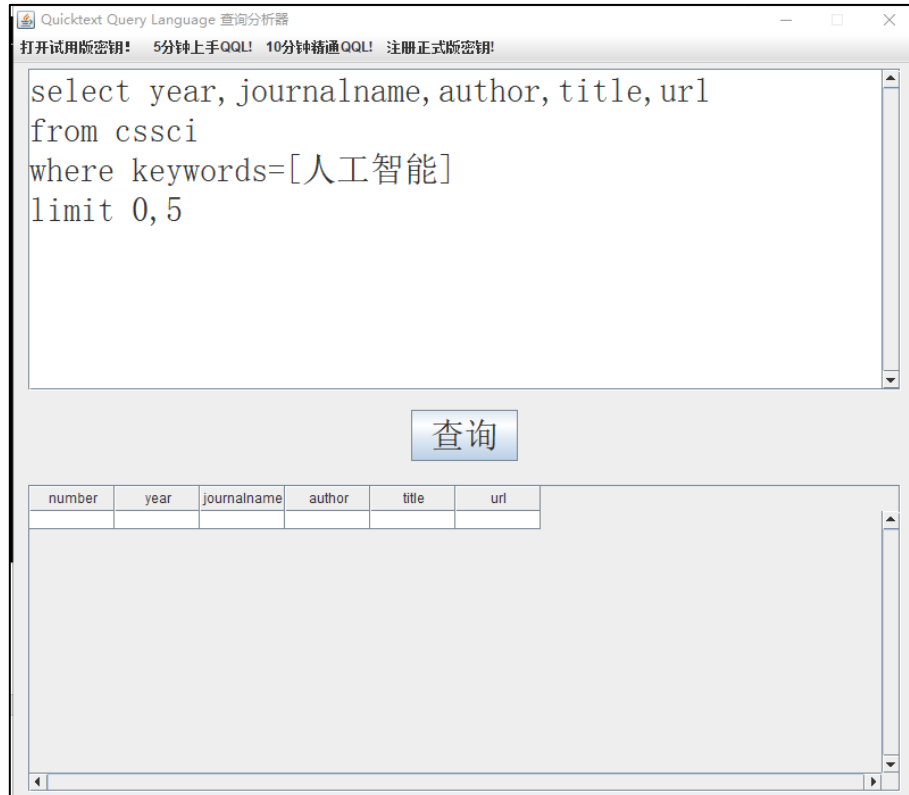 Quicktext Query Language 查询分析器
打开试用版密钥! 5分钟上手QQL! 10分钟精通QQL! 注册正式版密钥!
select year,journalname,author,title,url
from cssci
where keywords=[人工智能]
limit 0,5
查询
number year journalname author title url